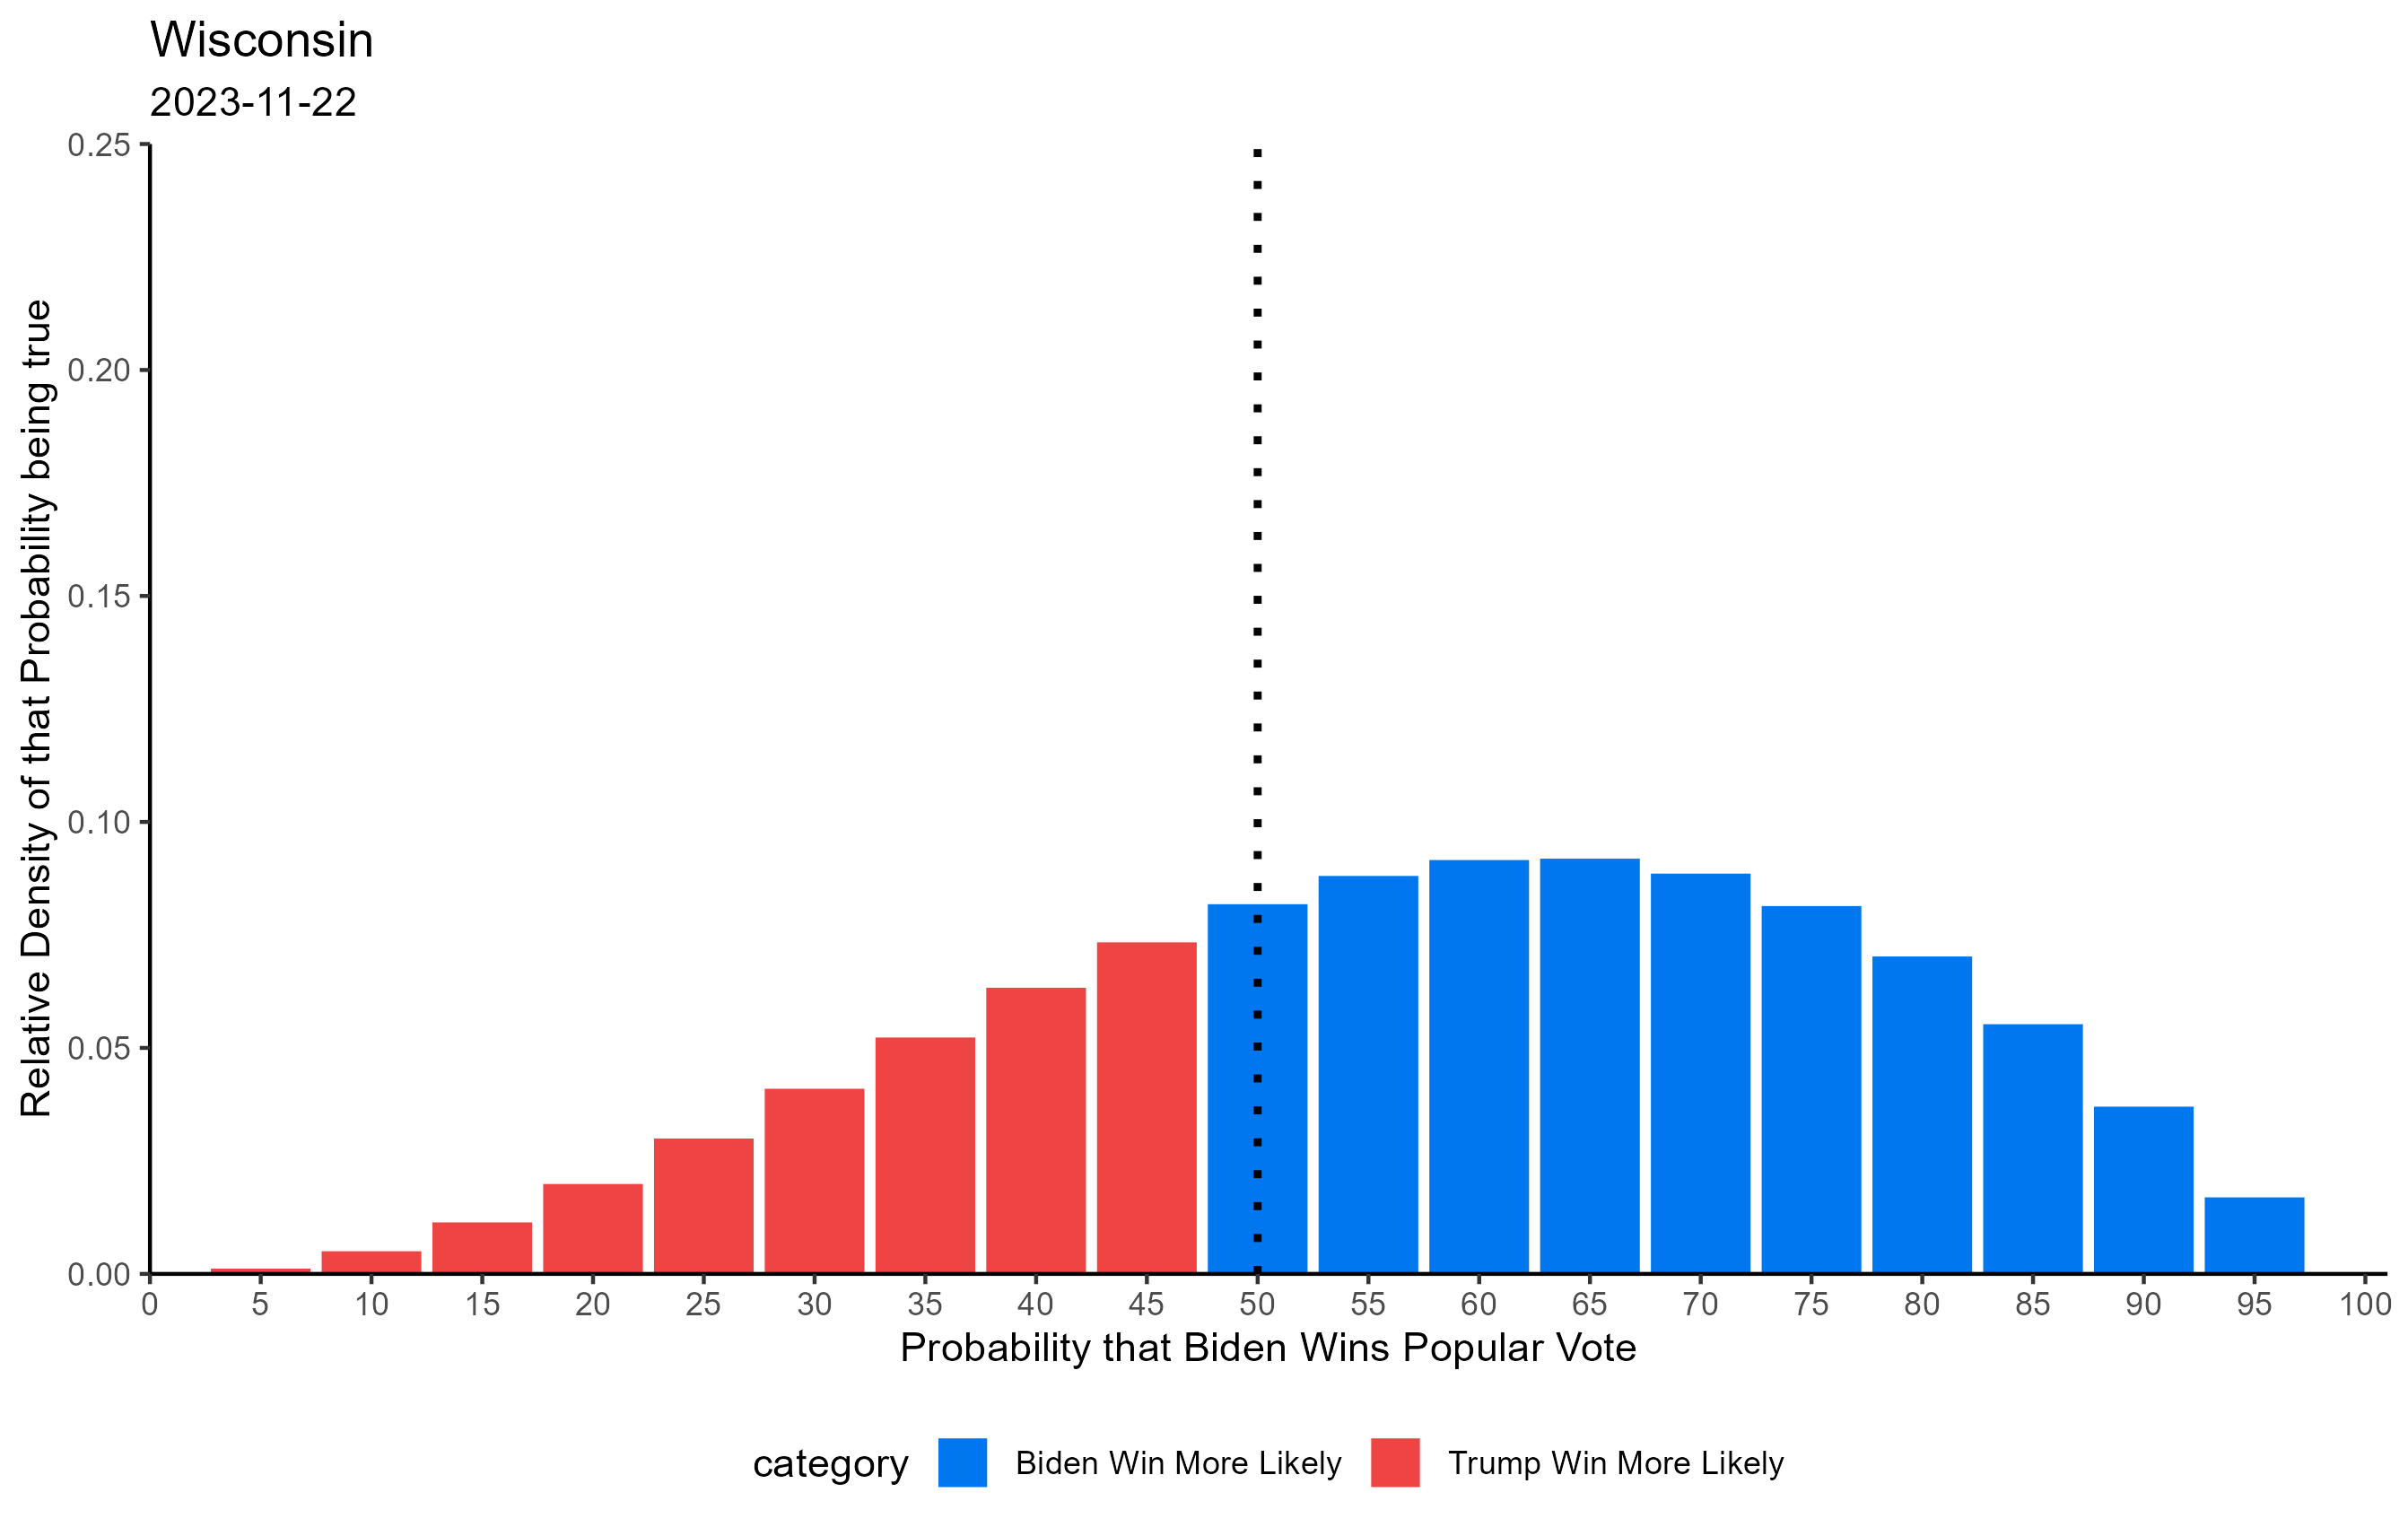 Wisconsin
2023-11-22
0.25
0.20
0.15
0.10
0.05
0.00
Relative Density of that Probability being true
0 5 10 15 20 25 30 35 40 45 50 55 60 65 70 75 80 85 90 95 100
Probability that Biden Wins Popular Vote
category Biden Win More Likely Trump Win More Likely